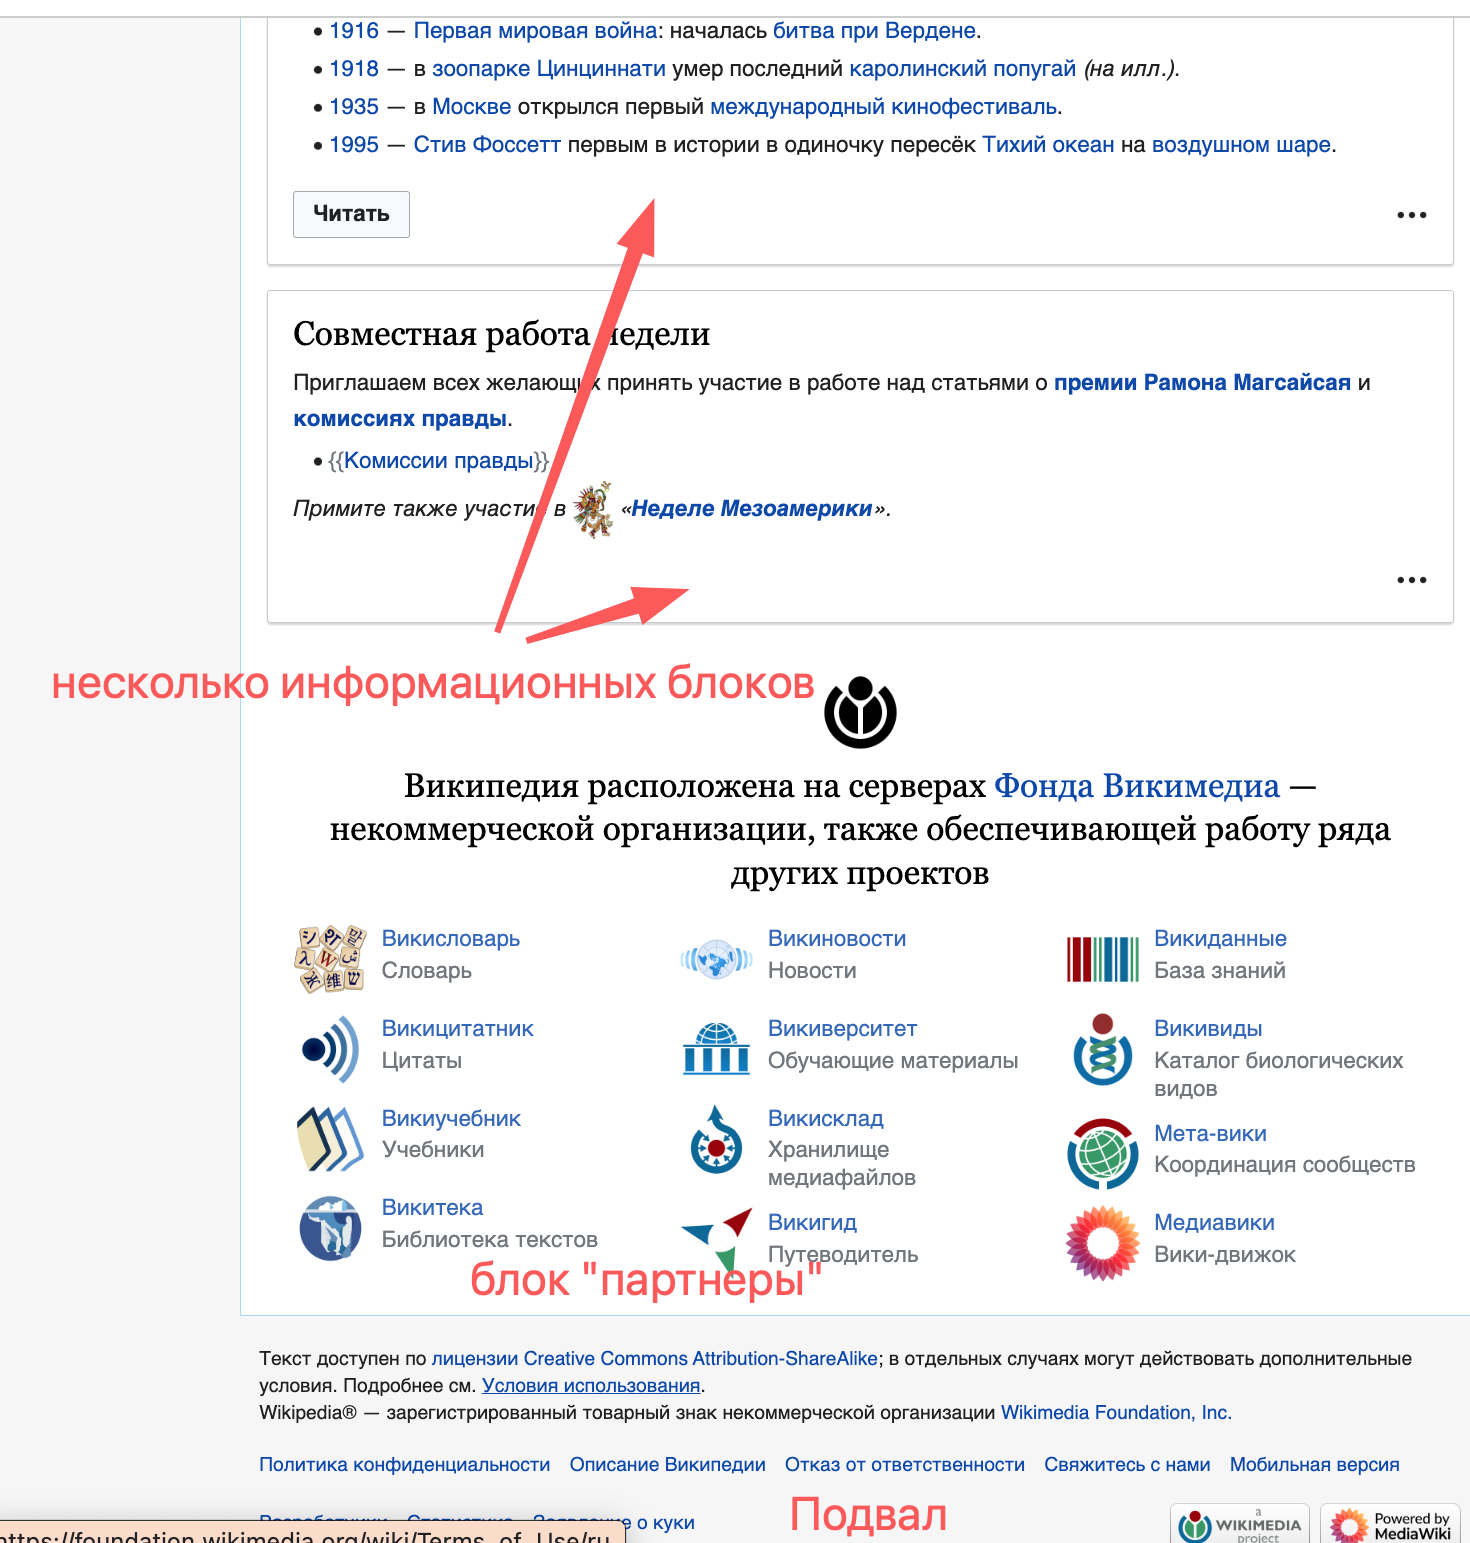 • 1916 — Первая мировая война: началась битва при Вердене.
• 1918 — в зоопарке Цинциннати умер последний каролинский попугай (на илл.).
• 1935 — в Москве открылся первый международный кинофестиваль.
• 1995 — Стив Фоссетт первым в истории в одиночку пересёк Тихий океан на воздушном шаре.
Читать
Совместная работа недели
Приглашаем всех желающих принять участие в работе над статьями о премии Рамона Магсайсая и
комиссиях правды.
• {{Комиссии правды}}
Примите также участие в «Неделе Мезоамерики».
несколько информационных блоков
Википедия расположена на серверах Фонда Викимедиа —
некоммерческой организации, также обеспечивающей работу ряда
других проектов
Викисловарь
Словарь
Викиновости
Новости
Викиданные
База знаний
Викицитатник
Цитаты
Викиверситет
Обучающие материалы
Викивиды
Каталог биологических
видов
Викиучебник
Учебники
Викисклад
Хранилище
медиафайлов
Мета-вики
Координация сообществ
Викитека
Библиотека текстов
Викигид
Путеводитель
Медиавики
Вики-движок
блок "партнеры"
Текст доступен по лицензии Creative Commons Attribution-ShareAlike; в отдельных случаях могут действовать дополнительные
условия. Подробнее см. Условия использования.
Wikipedia® — зарегистрированный товарный знак некоммерческой организации Wikimedia Foundation, Inc.
Политика конфиденциальности Описание Википедии Отказ от ответственности Свяжитесь с нами Мобильная версия
Разработчики Статистика Заявление о куки
Подвал
a
WIKIMEDIA
project
Powered by
MediaWiki
https://foundation.wikimedia.org/wiki/Terms_of_Use/ru